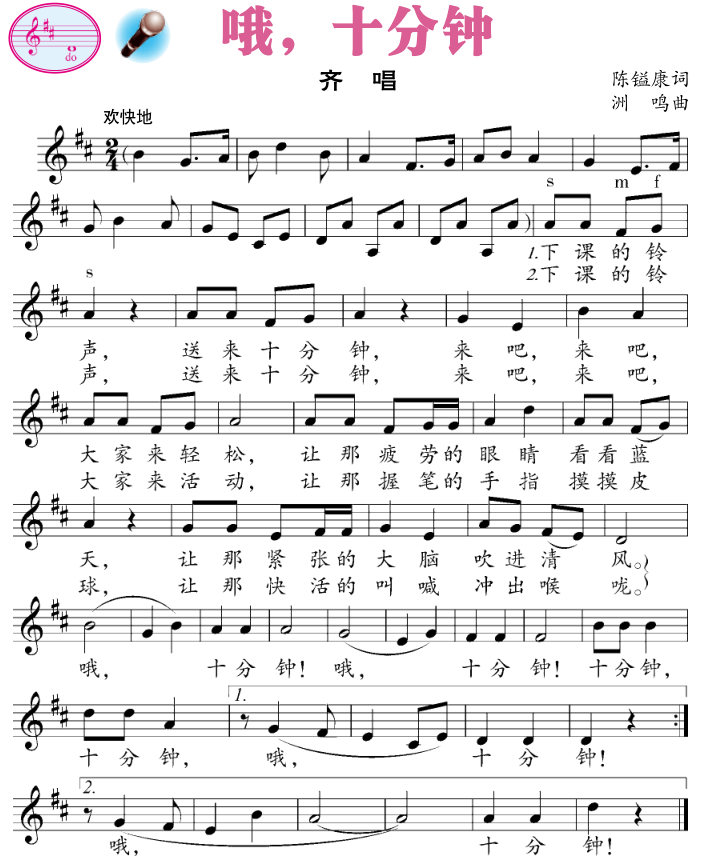 do
哦，十分钟
齐 唱
陈镒康词
洲 鸣曲
欢快地
2
4
s m f
1.下 课 的 铃
2.下 课 的 铃
s
声， 送 来 十 分 钟， 来 吧， 来 吧，
声， 送 来 十 分 钟， 来 吧， 来 吧，
大 家 来 轻 松， 让 那 疲 劳 的 眼 睛 看 看 蓝
大 家 来 活 动， 让 那 握 笔 的 手 指 摸 摸 皮
天， 让 那 紧 张 的 大 脑 吹 进 清 风。
球， 让 那 快 活 的 叫 喊 冲 出 喉 咙。
哦， 十 分 钟！ 哦， 十 分 钟！ 十 分 钟，
1.
十 分 钟， 哦， 十 分 钟！
2.
哦， 十 分 钟！